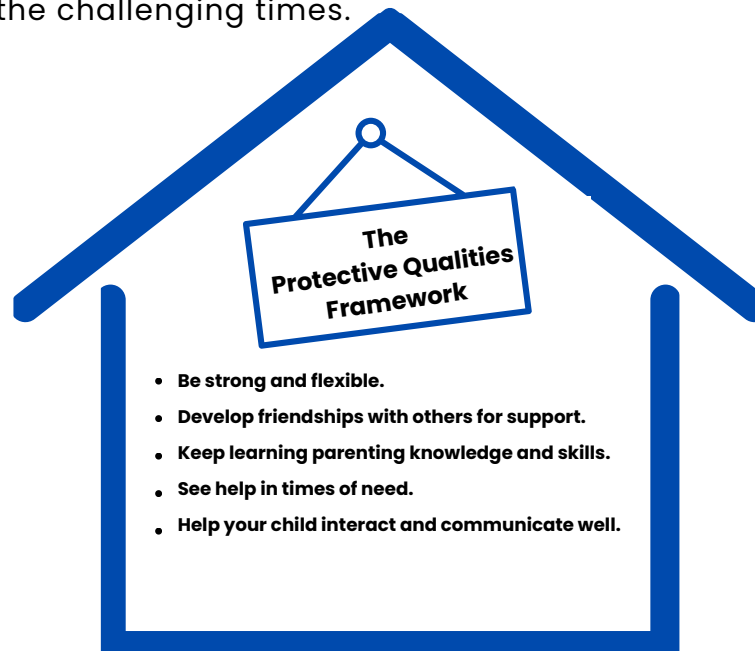 the challenging times.
The
Protective Qualities
Framework
• Be strong and flexible.
• Develop friendships with others for support.
• Keep learning parenting knowledge and skills.
• See help in times of need.
• Help your child interact and communicate well.